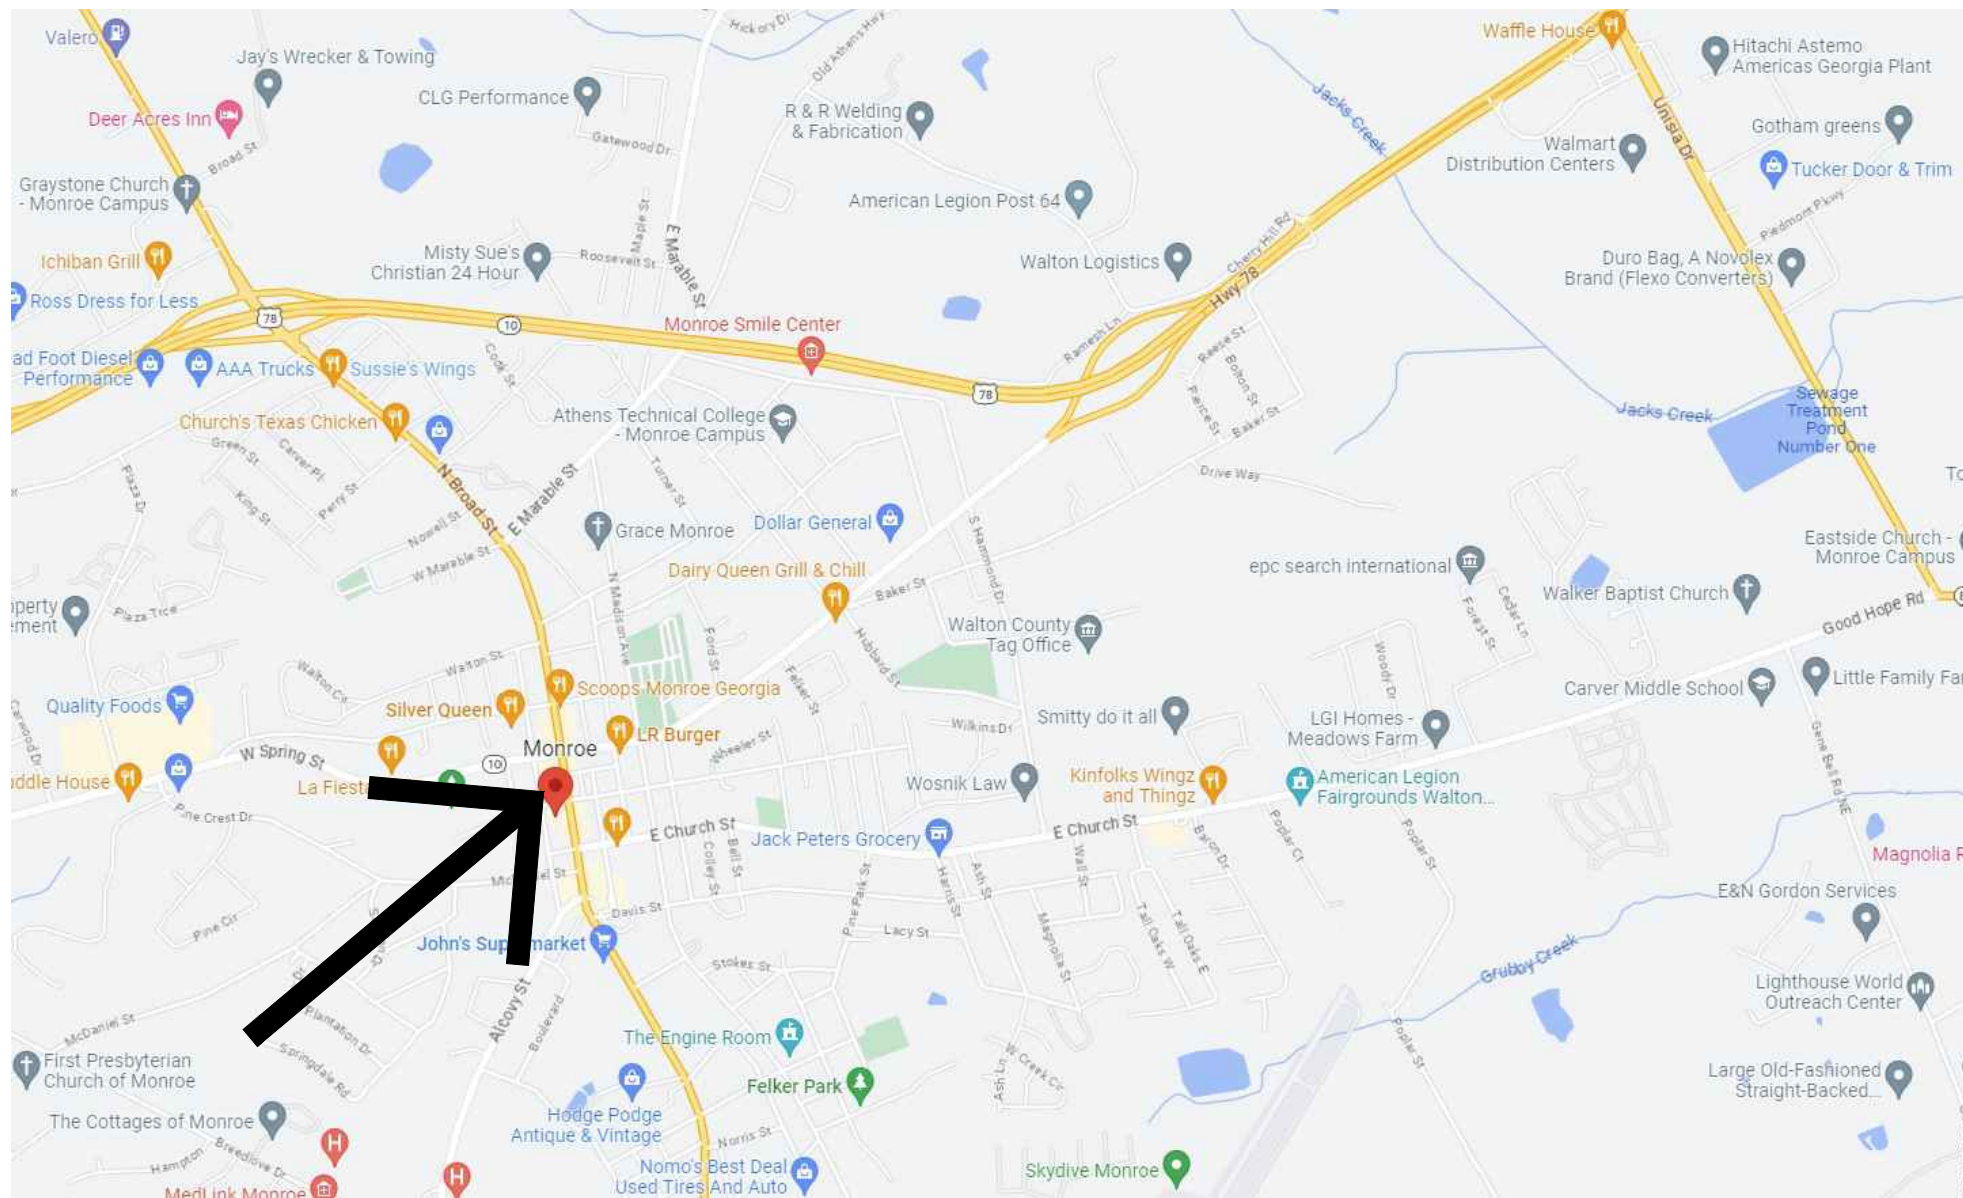 Valero
Jay's Wrecker & Towing
Deer Acres Inn
Broad St
CLG Performance
Gatewood Dr
Hickory Dr
Old Athens Hwy
R & R Welding
& Fabrication
Jacks Creek
Waffle House
Hitachi Astemo
Americas Georgia Plant
Unisia Dr
Gotham greens
Walmart
Distribution Centers
Tucker Door & Trim
Piedmont Pkwy
Graystone Church
- Monroe Campus
Maple St
E Marable St
American Legion Post 64
Cherry Hill Rd
Ichiban Grill
Misty Sue's
Christian 24 Hour
Roosevelt St
Walton Logistics
Hwy 78
Duro Bag, A Novolex
Brand (Flexo Converters)
Ross Dress for Less
78
10
Monroe Smile Center
Ramesh Ln
Reese St
Bolton St
Pierce St
Baker St
ad Foot Diesel
Performance
AAA Trucks
Sussie's Wings
Cook St
78
Church's Texas Chicken
Athens Technical College
- Monroe Campus
Jacks Creek
Sewage
Treatment
Pond
Number One
Green St
Carver Pl
Perry St
King St
Plaza Dr
N Broad St
E Marable St
Turner St
Drive Way
To
Nowell St
W Marable St
Grace Monroe
Dollar General
S Hammond Dr
Eastside Church -
Monroe Campus
Dairy Queen Grill & Chill
Baker St
epc search international
Forest St
Cedar Ln
Walker Baptist Church
Good Hope Rd
8
operty
ement
Plaza Trce
N Madison Ave
Ford St
Hubbard St
Walton County
Tag Office
Woody Dr
Walton St
Walton Cv
Felker St
Carver Middle School
Little Family Far
Quality Foods
Carwood Dr
Silver Queen
Scoops Monroe Georgia
Wilkins Dr
Smitty do it all
LGI Homes -
Meadows Farm
Gene Bell Rd NE
W Spring St
10
Monroe
LR Burger
Wheeler St
uddle House
La Fiesta
Wosnik Law
Kinfolks Wingz
and Thingz
American Legion
Fairgrounds Walton...
Pine Crest Dr
E Church St
Jack Peters Grocery
E Church St
Baron Dr
Poplar Ct
Poplar St
Magnolia R
Colley St
Bell St
Harris St
Ash St
Wall St
E&N Gordon Services
Pine Cir
Davis St
Pine Park St
Lacy St
Magnolia St
Tall Oaks W
Tall Oaks E
John's Supermarket
Stokes St
Grubby Creek
Lighthouse World
Outreach Center
Alcovy St
Boulevard
McDaniel St
Plantation Dr
Springdale Rd
The Engine Room
W Creek Cir
Ash Ln
Poplar St
First Presbyterian
Church of Monroe
Felker Park
Large Old-Fashioned
Straight-Backed...
The Cottages of Monroe
Hodge Podge
Antique & Vintage
Norris St
Hampton
Breedlove Dr
H
H
MedLink Monroe
Nomo's Best Deal
Used Tires And Auto
Skydive Monroe